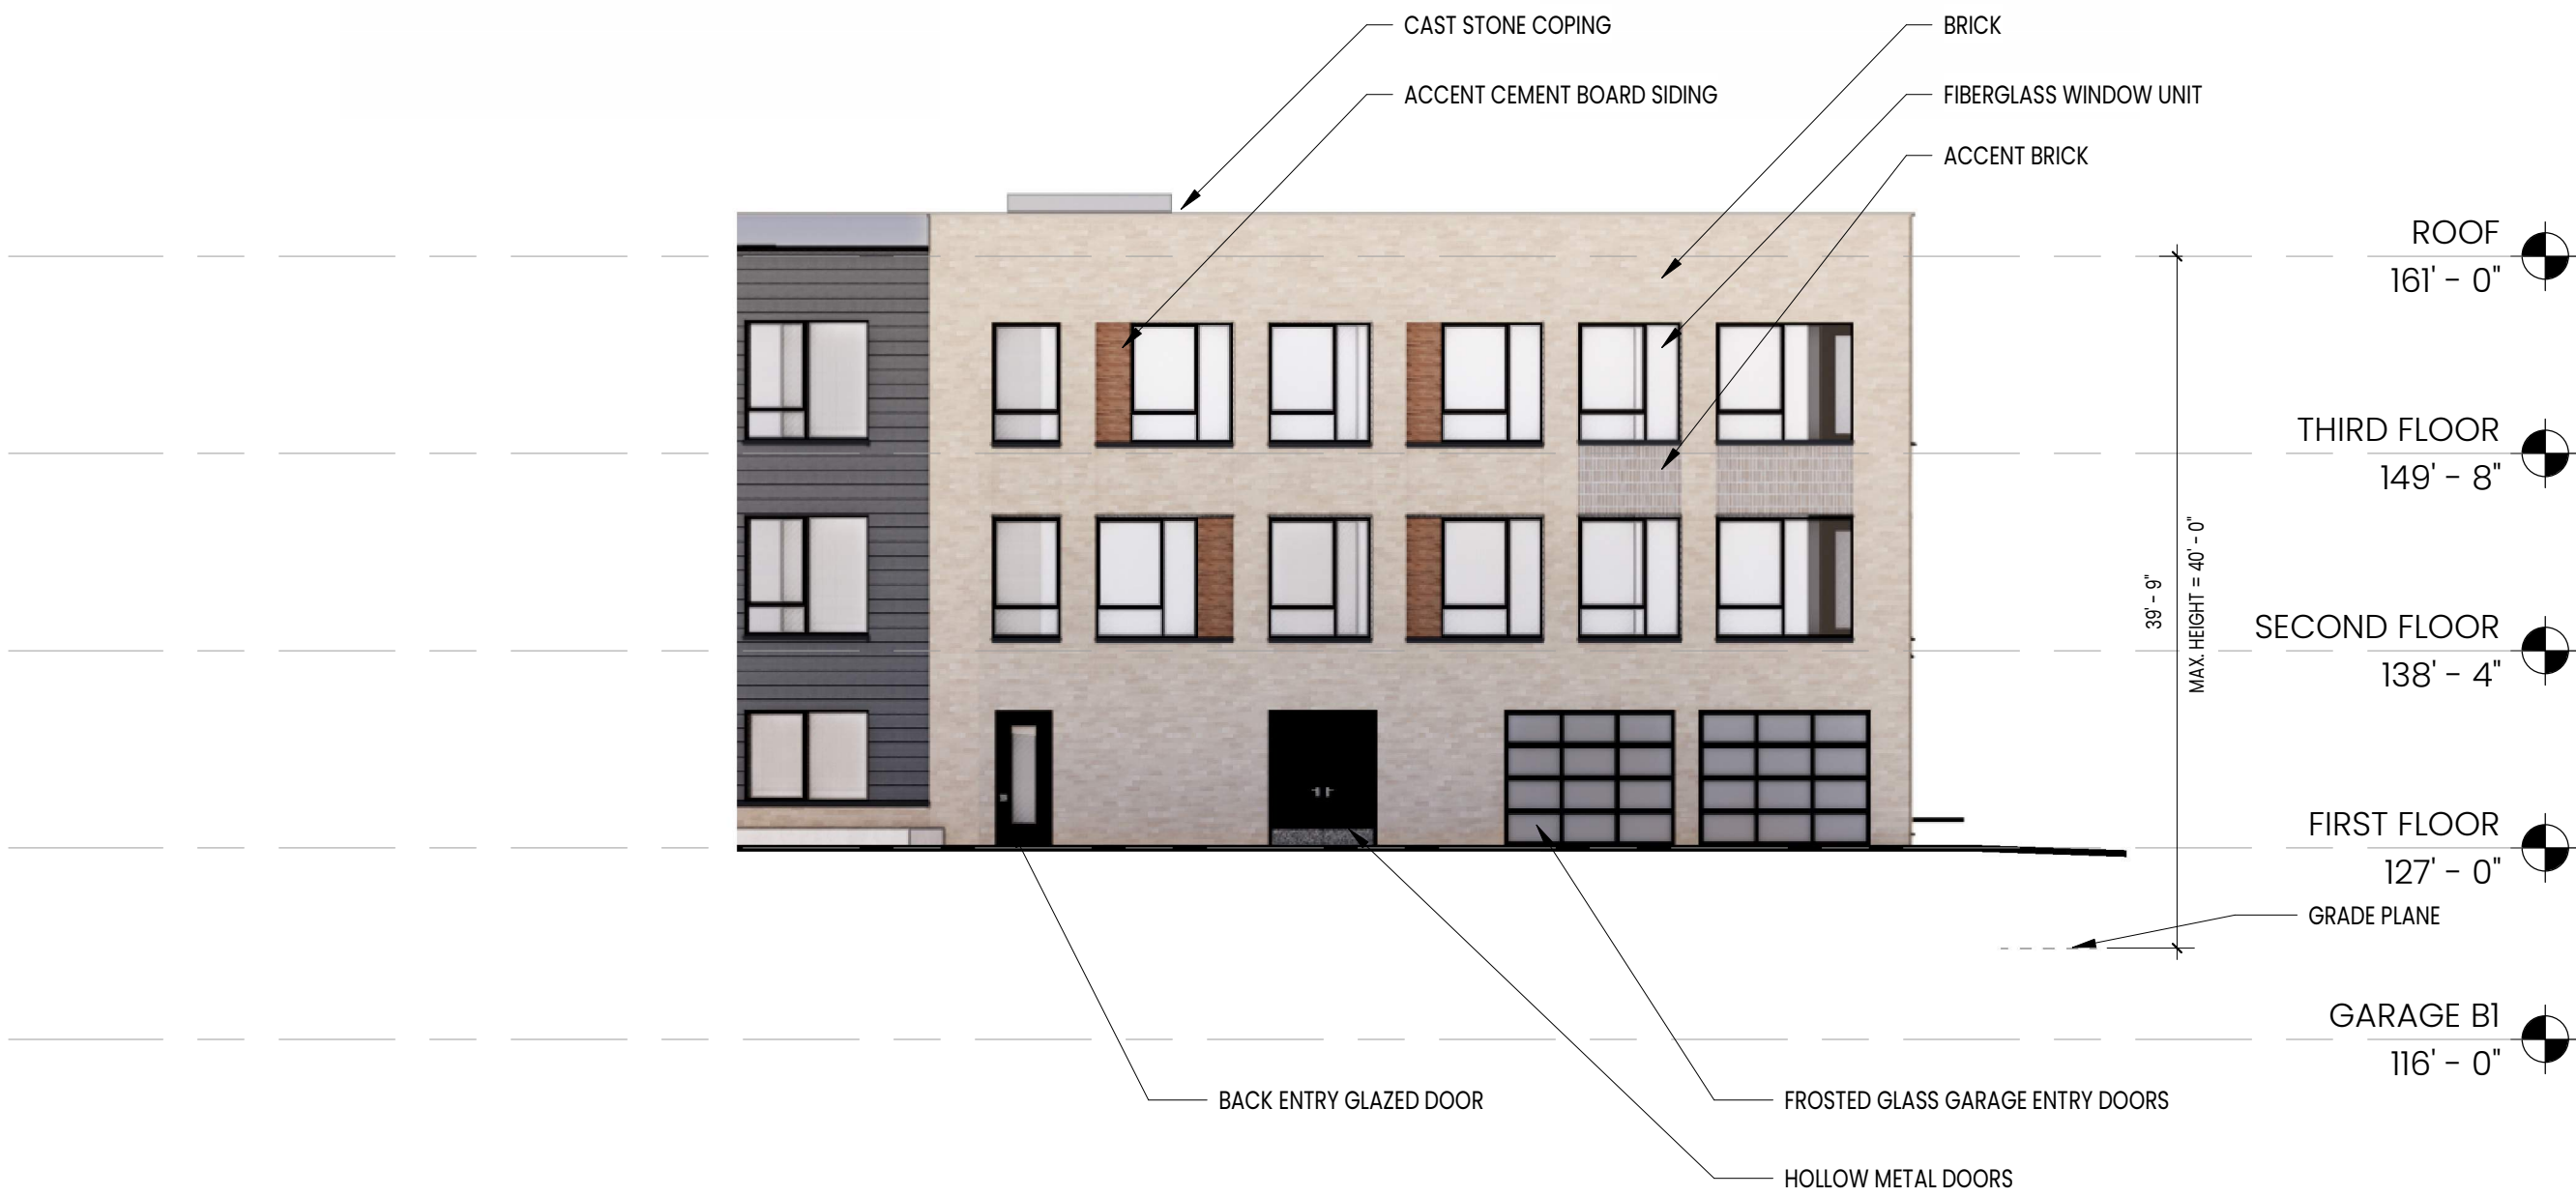 CAST STONE COPING
BRICK
ACCENT CEMENT BOARD SIDING
FIBERGLASS WINDOW UNIT
ACCENT BRICK
ROOF
161' - 0"
THIRD FLOOR
149' - 8"
39' - 9"
MAX. HEIGHT = 40' - 0"
SECOND FLOOR
138' - 4"
FIRST FLOOR
127' - 0"
GRADE PLANE
GARAGE B1
116' - 0"
BACK ENTRY GLAZED DOOR
FROSTED GLASS GARAGE ENTRY DOORS
HOLLOW METAL DOORS